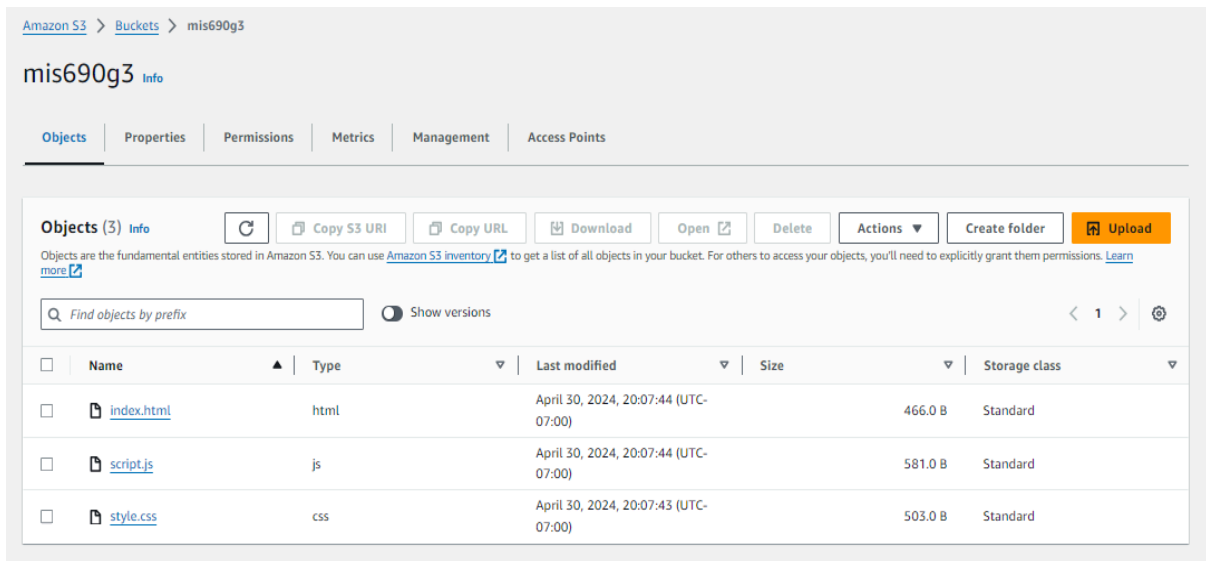 Amazon S3 > Buckets > mis690g3
mis690g3 Info
Objects Properties Permissions Metrics Management Access Points
Objects (3) Info Copy S3 URI Copy URL Download Open Delete Actions ▼ Create folder Upload
Objects are the fundamental entities stored in Amazon S3. You can use Amazon S3 inventory to get a list of all objects in your bucket. For others to access your objects, you'll need to explicitly grant them permissions. Learn
more
Find objects by prefix Show versions < 1 >
Name ▲ Type Last modified Size Storage class
index.html html April 30, 2024, 20:07:44 (UTC-
07:00) 466.0 B Standard
script.js js April 30, 2024, 20:07:44 (UTC-
07:00) 581.0 B Standard
style.css css April 30, 2024, 20:07:43 (UTC-
07:00) 503.0 B Standard